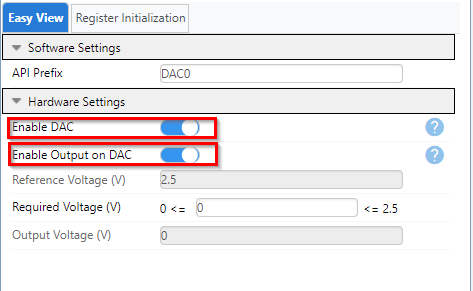 Easy View Register Initialization
Software Settings
API Prefix DAC0
Hardware Settings
Enable DAC ?
Enable Output on DAC ?
Reference Voltage (V) 2.5
Required Voltage (V) 0 <= 0 <= 2.5
Output Voltage (V) 0